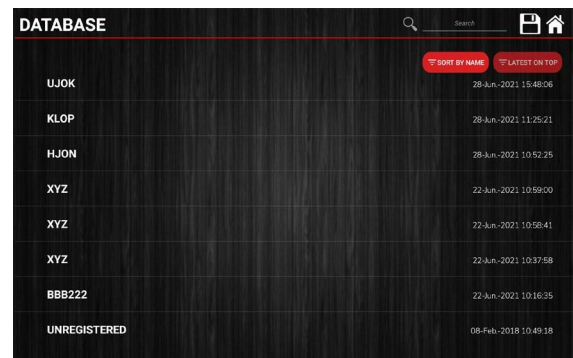 DATABASE Search
SORT BY NAME LATEST ON TOP
UJOK 28-Jun.-2021 15:48:06
KLOP 28-Jun.-2021 11:25:21
HJON 28-Jun.-2021 10:52:25
XYZ 22-Jun.-2021 10:59:00
XYZ 22-Jun.-2021 10:58:41
XYZ 22-Jun.-2021 10:37:58
BBB222 22-Jun.-2021 10:16:35
UNREGISTERED 08-Feb.-2018 10:49:18